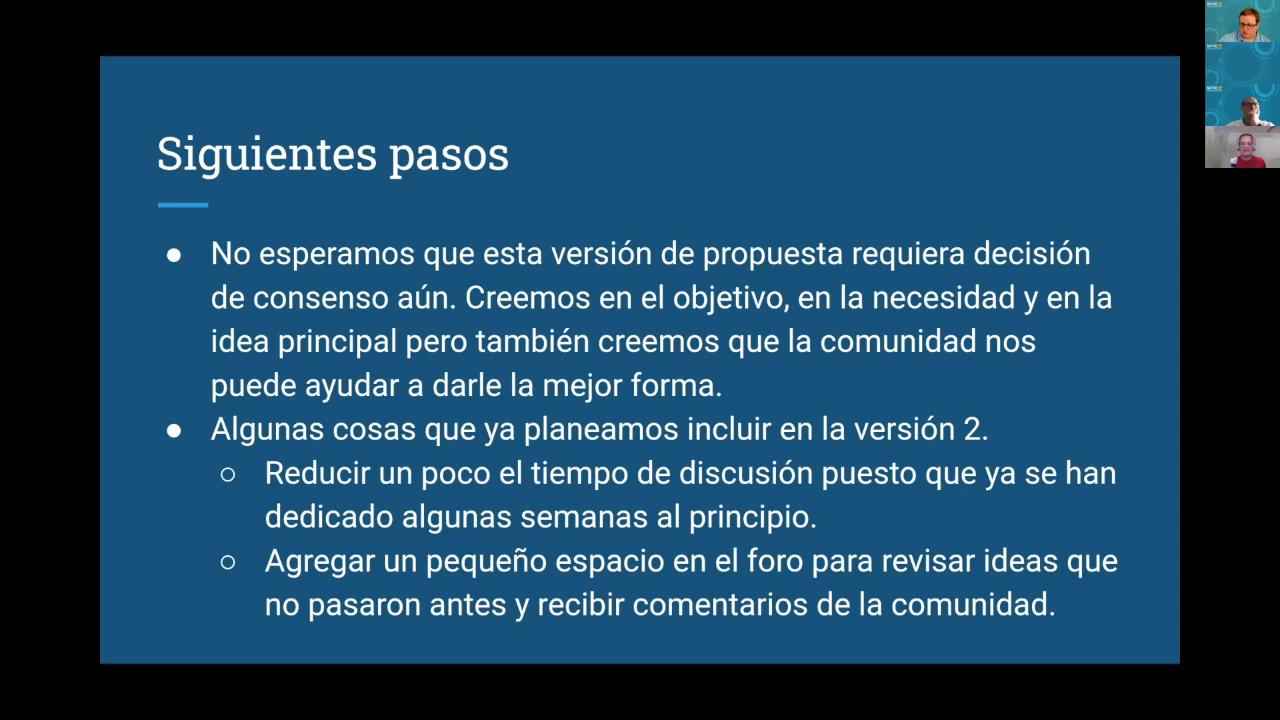 Siguientes pasos
● No esperamos que esta versión de propuesta requiera decisión
de consenso aún. Creemos en el objetivo, en la necesidad y en la
idea principal pero también creemos que la comunidad nos
puede ayudar a darle la mejor forma.
● Algunas cosas que ya planeamos incluir en la versión 2.
○ Reducir un poco el tiempo de discusión puesto que ya se han
dedicado algunas semanas al principio.
○ Agregar un pequeño espacio en el foro para revisar ideas que
no pasaron antes y recibir comentarios de la comunidad.